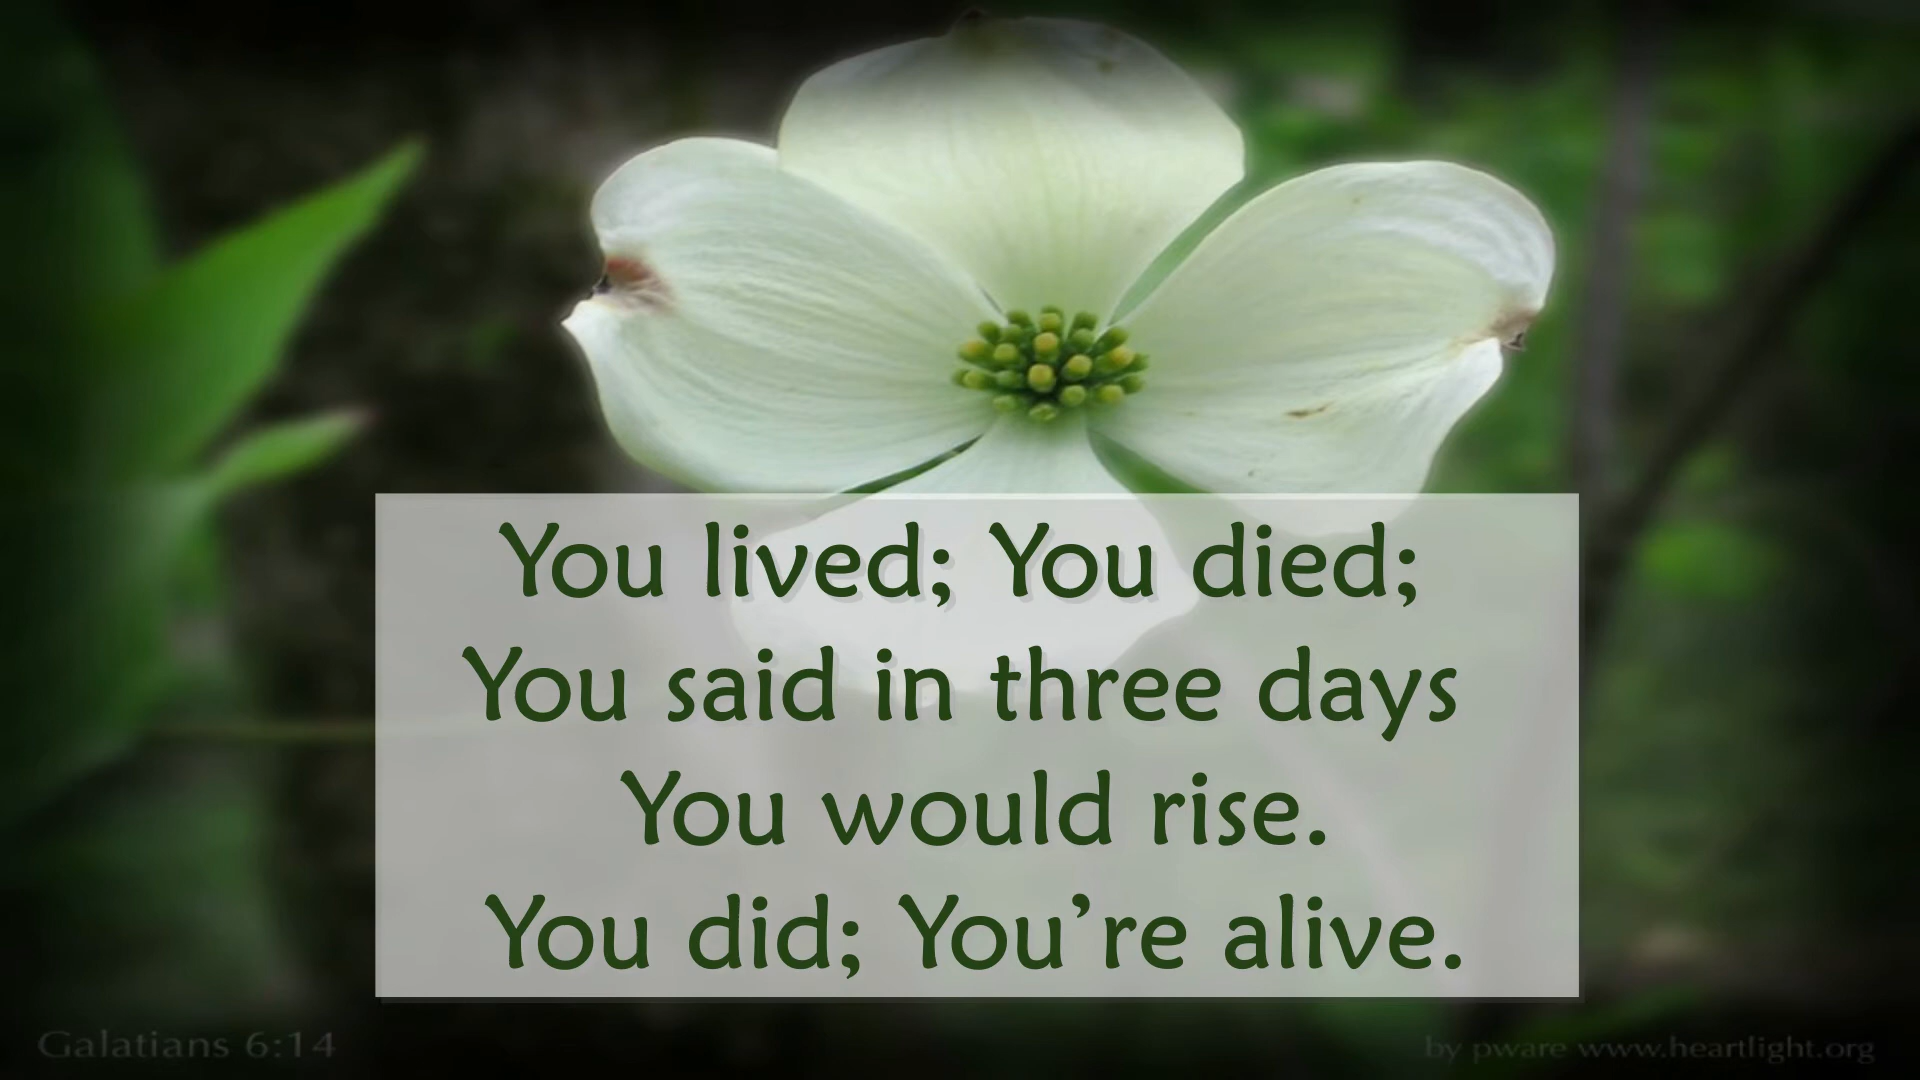 You lived; You died;
You said in three days
You would rise.
You did; You’re alive.
Galatians 6:14
by pware www.heartlight.org